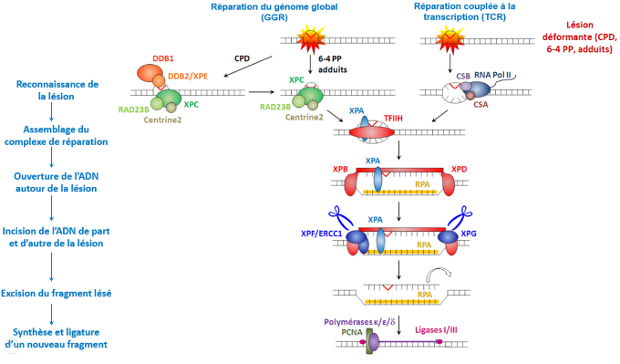 Réparation du génome global
(GGR)
Réparation couplée à la
transcription (TCR)
Lésion
déformante (CPD,
6-4 PP, adduits)
DDB1
DDB2/XPE
CPD
6-4 PP
adduits
XPC
CSB
RNA Pol II
CSA
Reconnaissance de
la lésion
RAD23B
XPC
Centrine2
RAD23B
Centrine2
XPA
TFIIH
Assemblage du
complexe de réparation
XPB
XPA
XPD
RPA
Ouverture de l'ADN
autour de la lésion
XPF/ERCC1
XPA
XPG
RPA
Incision de l'ADN de part
et d'autre de la lésion
RPA
Excision du fragment lésé
Polymérases κ/ε/δ
PCNA
Ligases I/III
Synthèse et ligature
d'un nouveau fragment